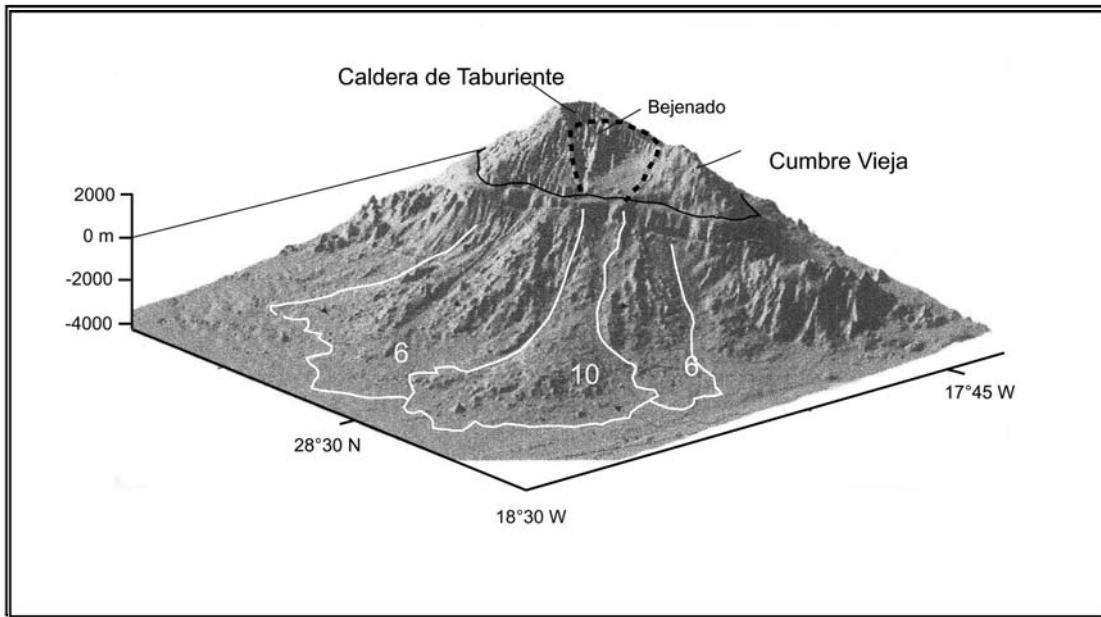 Caldera de Taburiente
Bejenado
Cumbre Vieja
2000
0 m
-2000
-4000
6
10
6
17°45 W
28°30 N
18°30 W